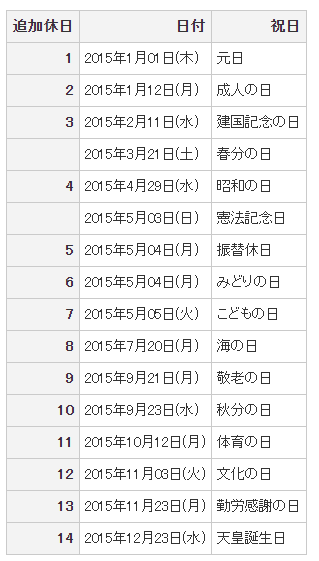 追加休日 日付 祝日
1 2015年1月01日(木) 元日
2 2015年1月12日(月) 成人の日
3 2015年2月11日(水) 建国記念の日
2015年3月21日(土) 春分の日
4 2015年4月29日(水) 昭和の日
2015年5月03日(日) 憲法記念日
5 2015年5月04日(月) 振替休日
6 2015年5月04日(月) みどりの日
7 2015年5月05日(火) こどもの日
8 2015年7月20日(月) 海の日
9 2015年9月21日(月) 敬老の日
10 2015年9月23日(水) 秋分の日
11 2015年10月12日(月) 体育の日
12 2015年11月03日(火) 文化の日
13 2015年11月23日(月) 勤労感謝の日
14 2015年12月23日(水) 天皇誕生日